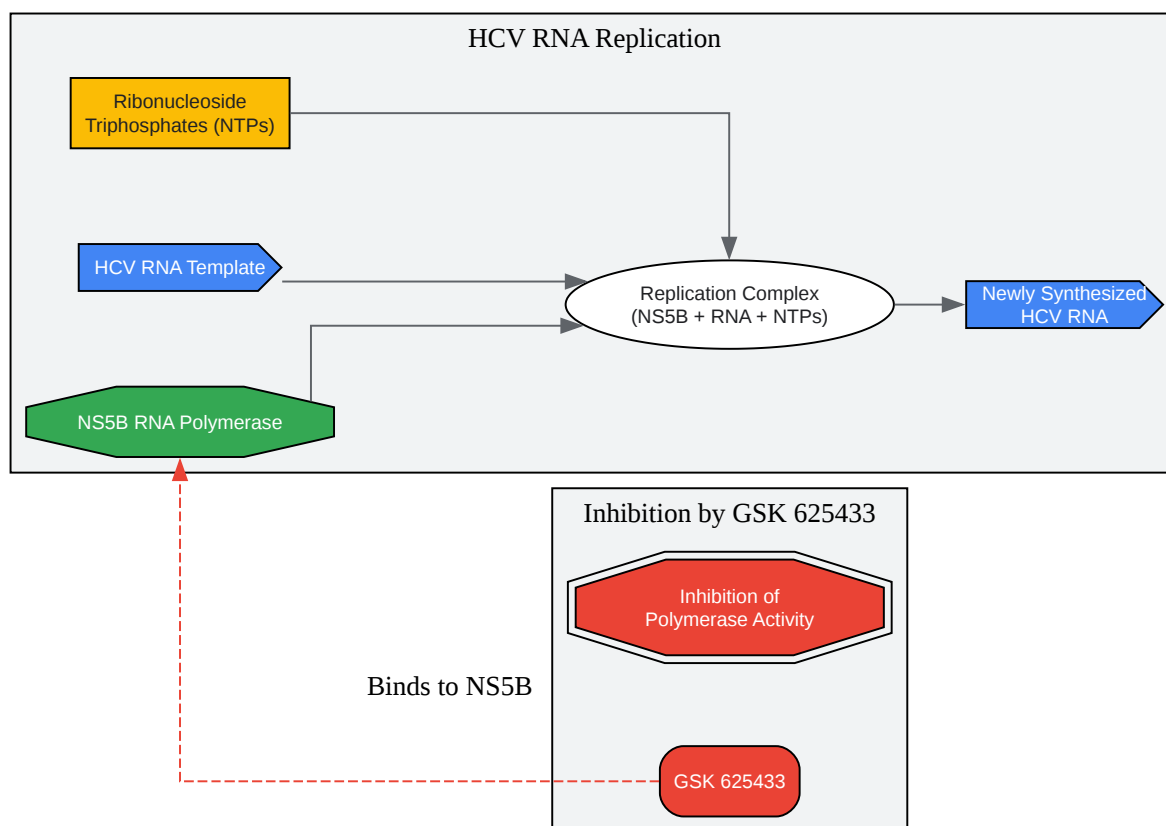 HCV RNA Replication
Ribonucleoside
Triphosphates (NTPs)
HCV RNA Template
Replication Complex
(NS5B + RNA + NTPs)
Newly Synthesized
HCV RNA
NS5B RNA Polymerase
Inhibition by GSK 625433
Inhibition of
Polymerase Activity
Binds to NS5B
GSK 625433